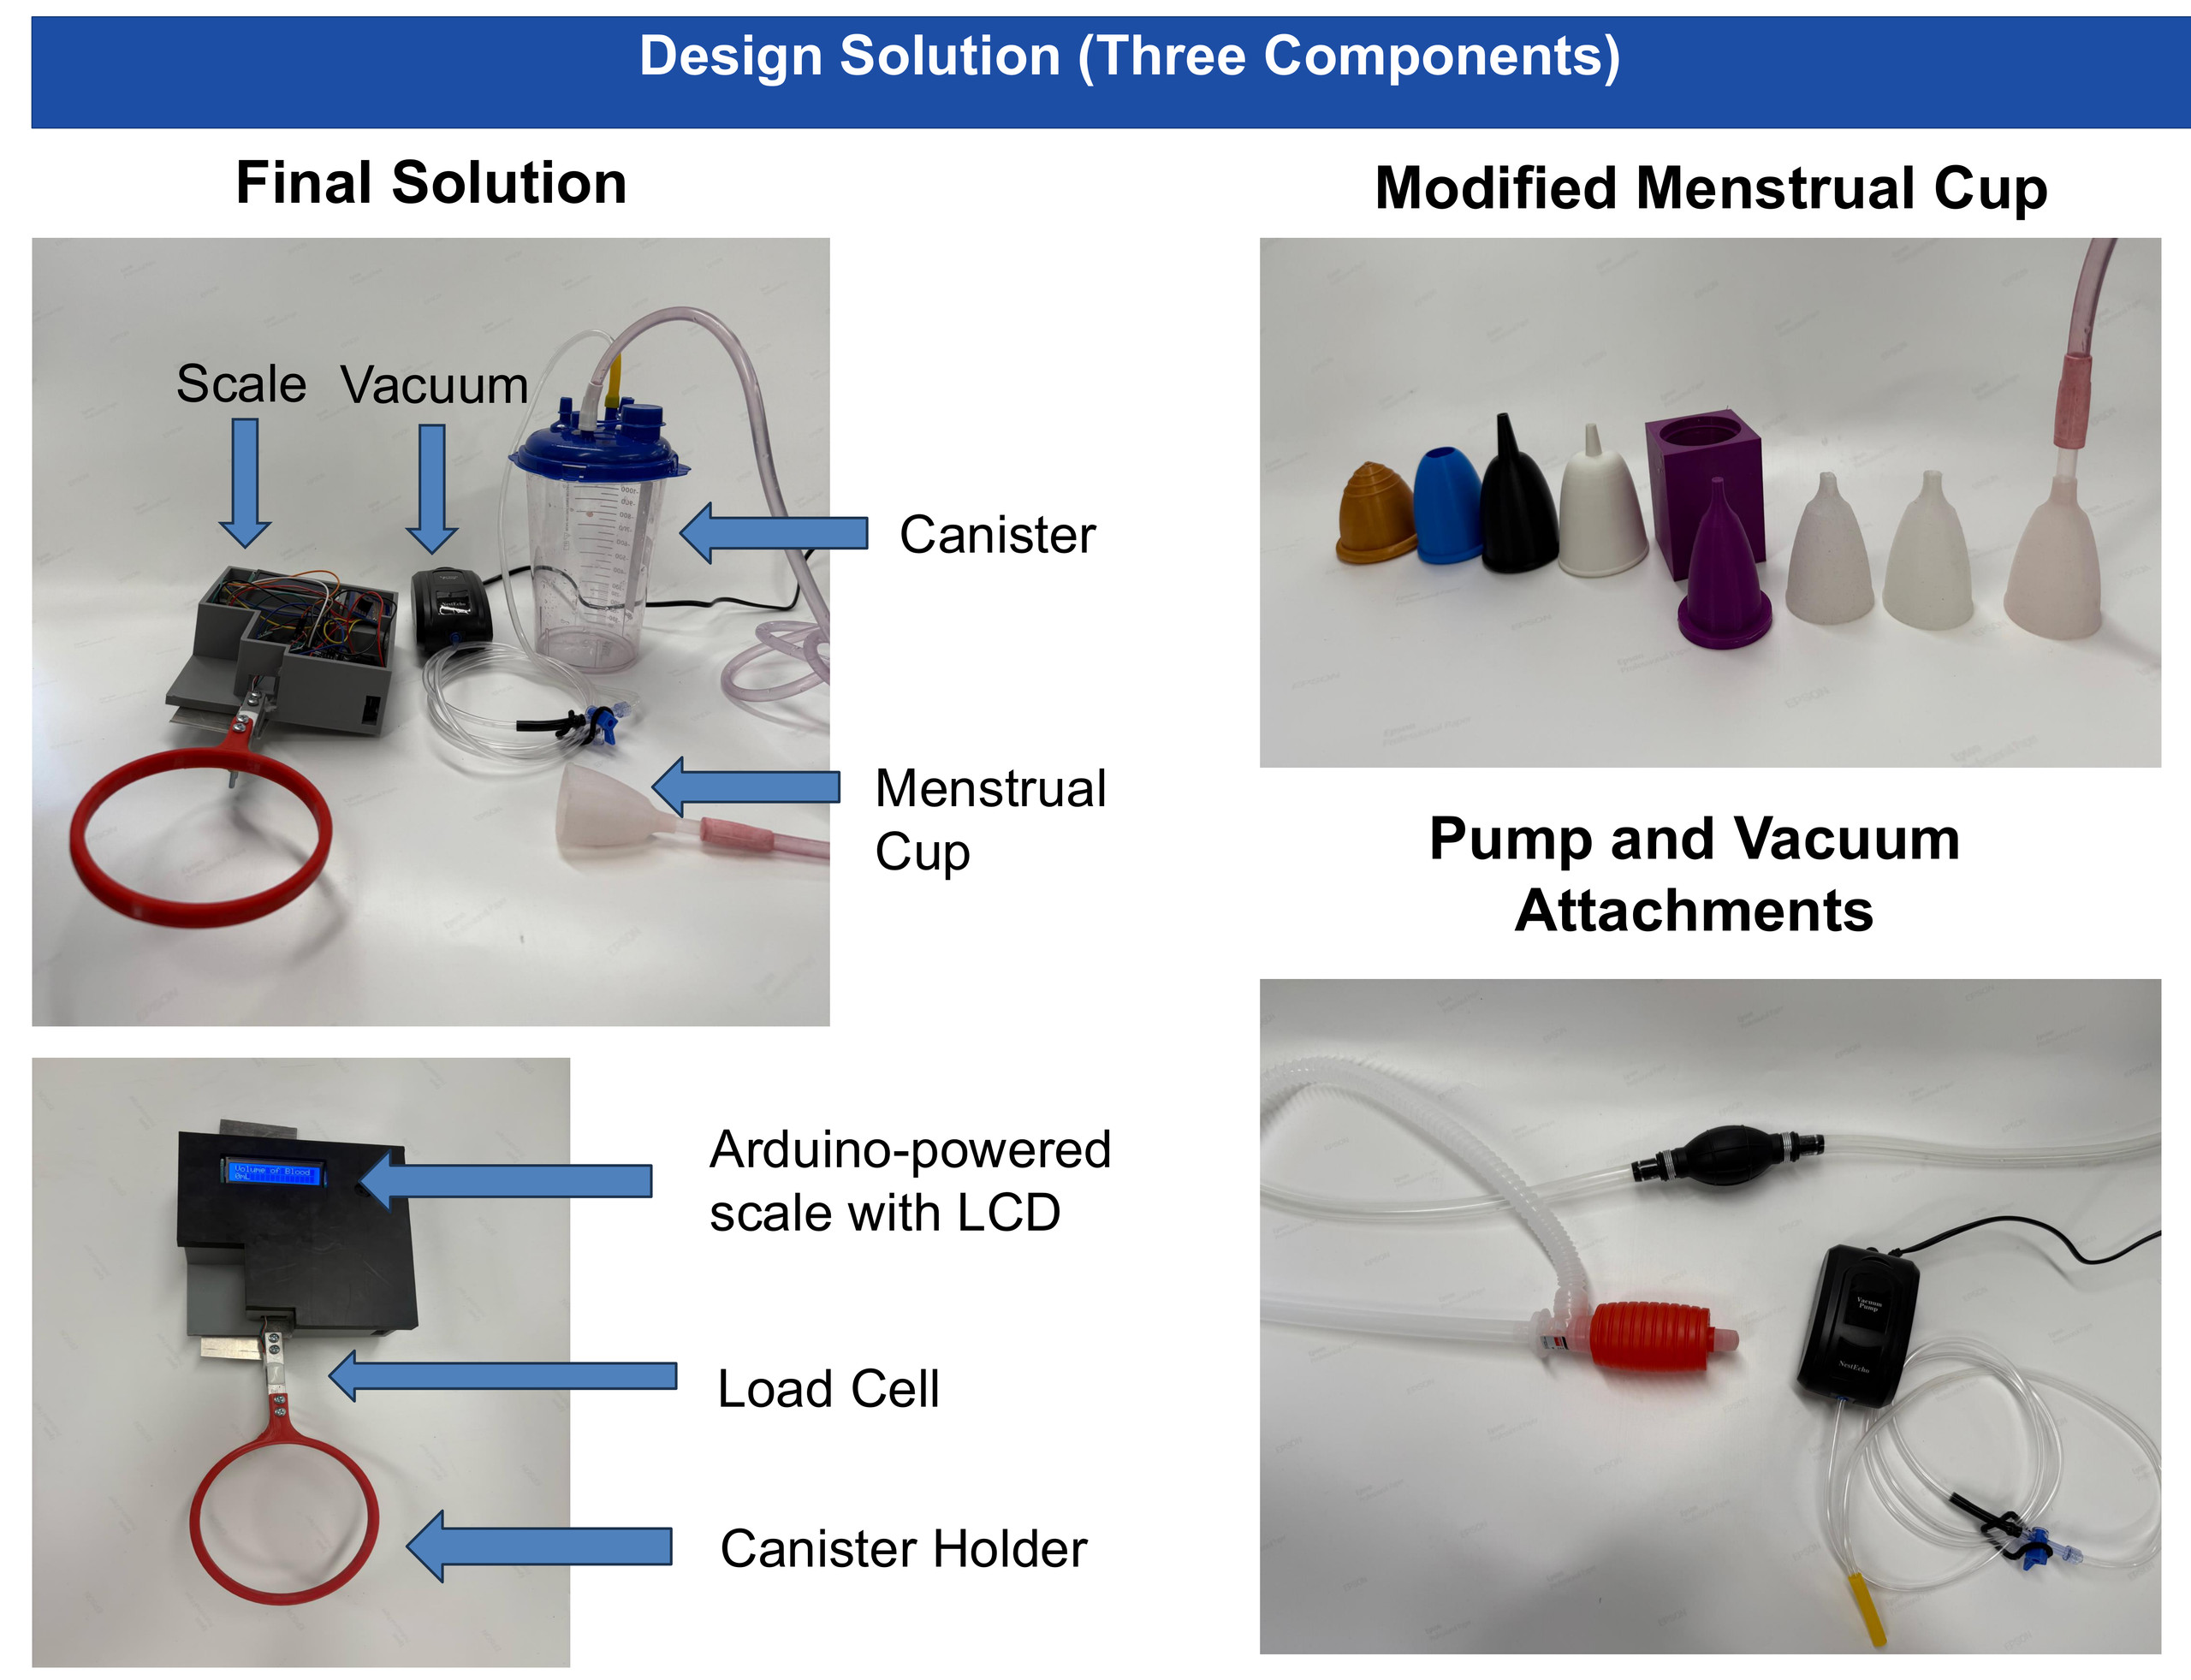 Design Solution (Three Components)
Final Solution
Scale
Vacuum
Canister
Menstrual
Cup
Arduino-powered
scale with LCD
Volume of Blood
Load Cell
Canister Holder
Modified Menstrual Cup
Pump and Vacuum
Attachments
Vacuum
Pump
NestEcho